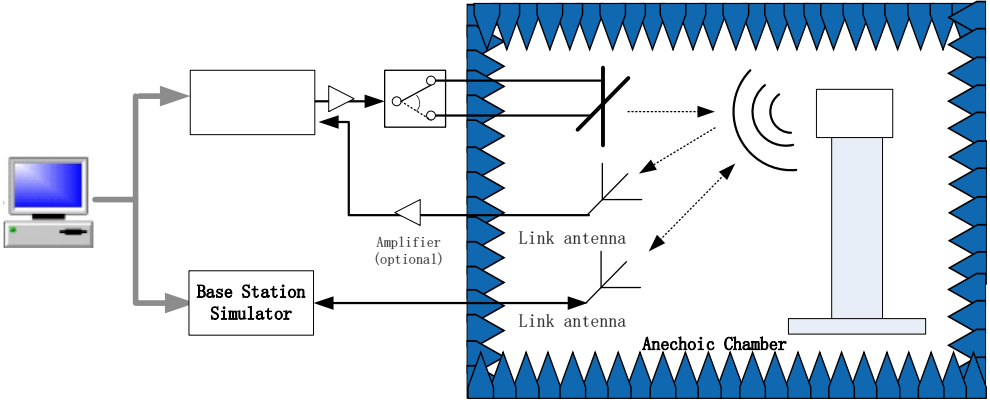 Amplifier
(optional)
Link antenna
Base Station
Simulator
Link antenna
Anechoic Chamber